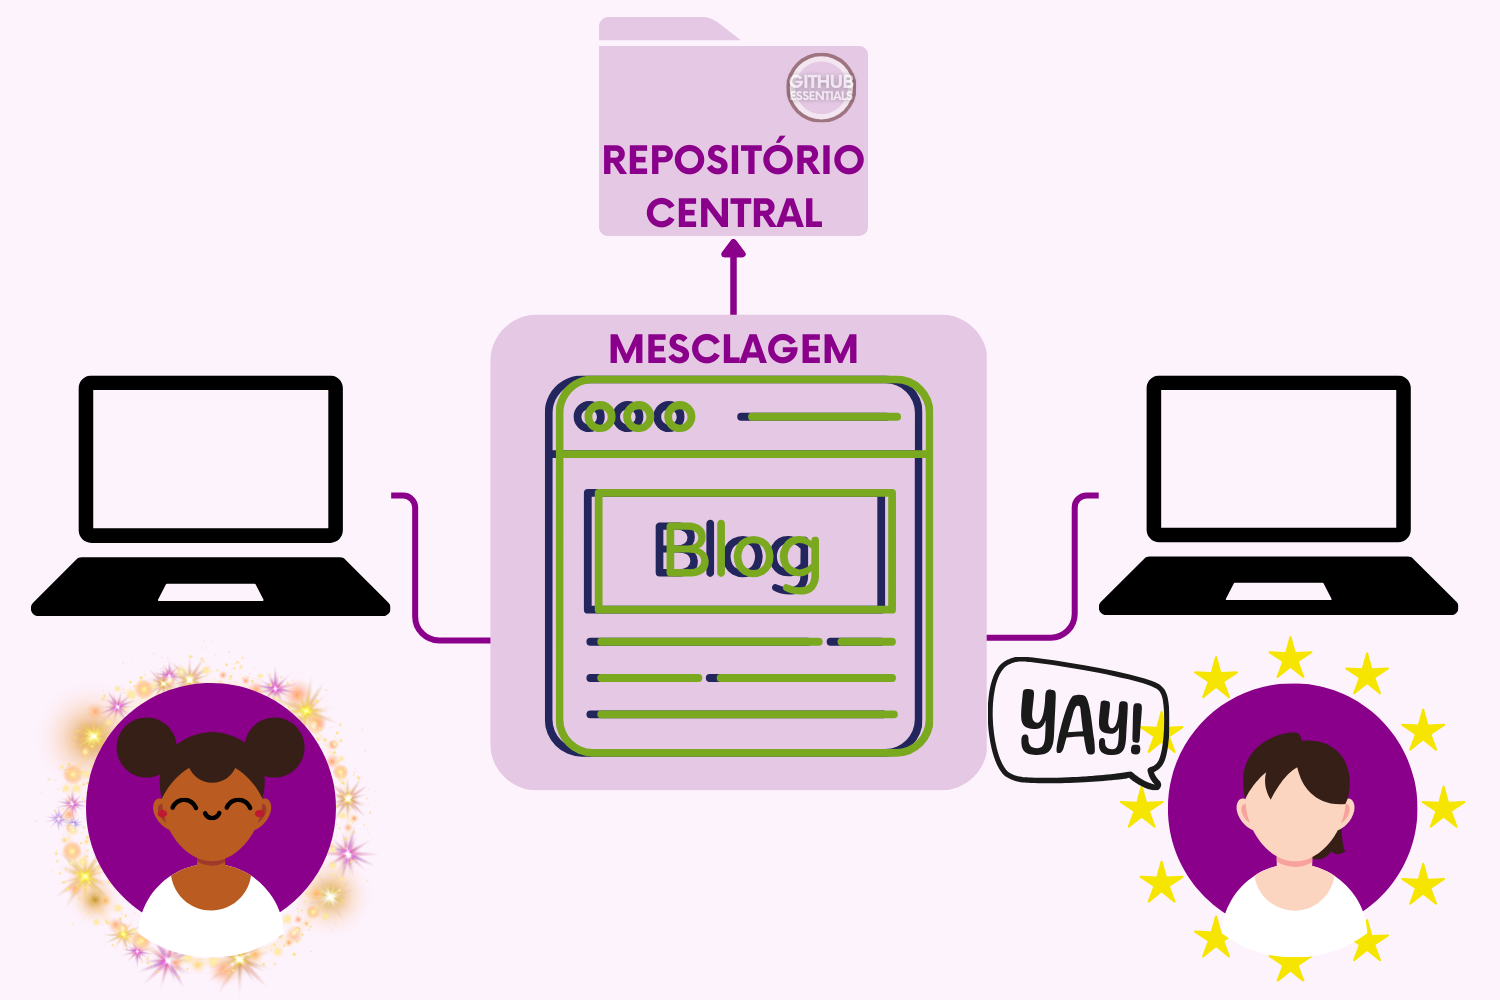 GITHUB
ESSENTIALS
REPOSITÓRIO
CENTRAL
MESCLAGEM
Blog
YAY!